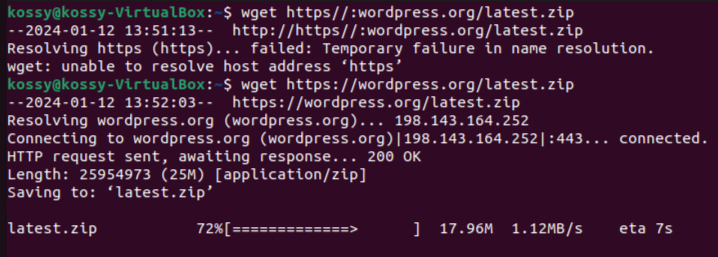 kossy@kossy-VirtualBox:~$ wget https//:wordpress.org/latest.zip
--2024-01-12 13:51:13--  http://https//:wordpress.org/latest.zip
Resolving https (https)... failed: Temporary failure in name resolution.
wget: unable to resolve host address ‘https’
kossy@kossy-VirtualBox:~$ wget https://wordpress.org/latest.zip
--2024-01-12 13:52:03--  https://wordpress.org/latest.zip
Resolving wordpress.org (wordpress.org)... 198.143.164.252
Connecting to wordpress.org (wordpress.org)|198.143.164.252|:443... connected.
HTTP request sent, awaiting response... 200 OK
Length: 25954973 (25M) [application/zip]
Saving to: ‘latest.zip’
latest.zip          72%[=============>      ]  17.96M  1.12MB/s    eta 7s